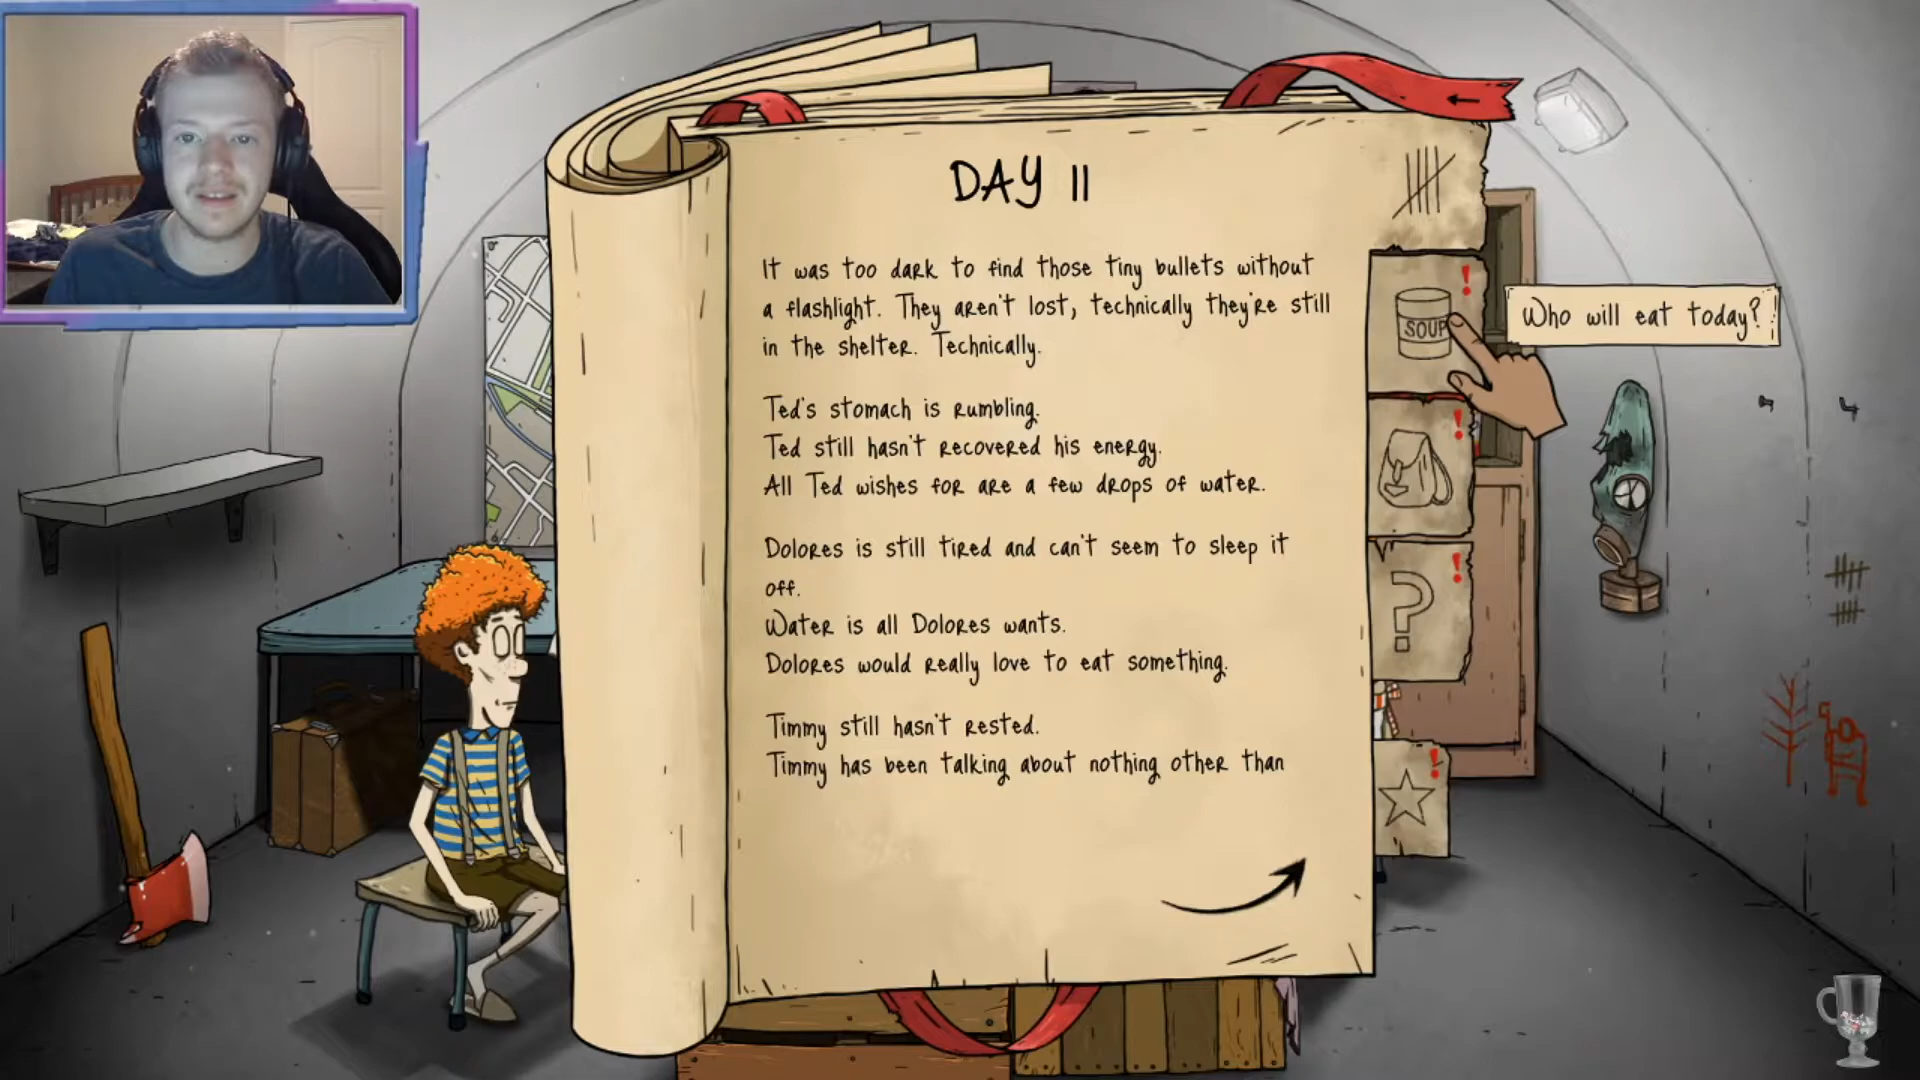 DAY 11
It was too dark to find those tiny bullets without
a flashlight. They aren't lost, technically they're still
in the shelter. Technically.
Ted's stomach is rumbling.
Ted still hasn't recovered his energy.
All Ted wishes for are a few drops of water.
Dolores is still tired and can't seem to sleep it
off.
Water is all Dolores wants.
Dolores would really love to eat something.
Timmy still hasn't rested.
Timmy has been talking about nothing other than
!
SOUP
Who will eat today?
!
!
?
!